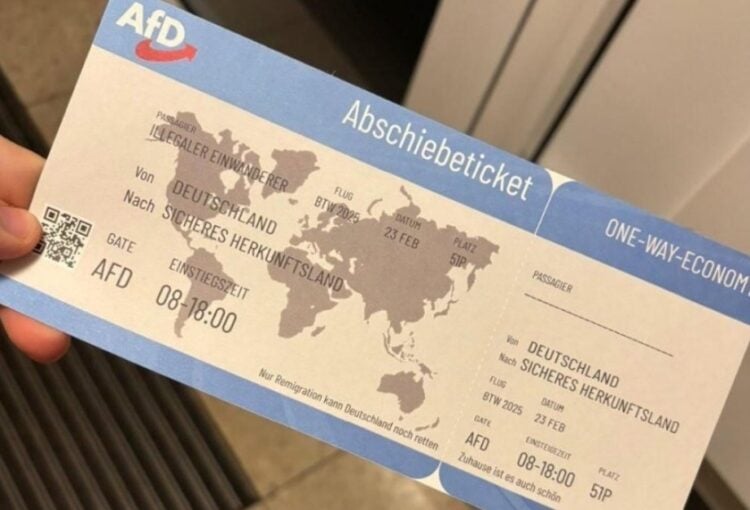 AfD
Abschiebeticket
PASSAGIER
ILLEGALER EINWANDERER
Von DEUTSCHLAND
Nach SICHERES HERKUNFTSLAND
FLUG
BTW 2025
DATUM
23 FEB
PLATZ
51P
GATE
AFD
EINSTIEGSZEIT
08-18:00
Nur Remigration kann Deutschland noch retten
ONE-WAY-ECONOM
PASSAGIER
Von DEUTSCHLAND
Nach SICHERES HERKUNFTSLAND
FLUG
BTW 2025
DATUM
23 FEB
GATE
AFD
EINSTIEGSZEIT
08-18:00
PLATZ
51P
Zuhause ist es auch schön